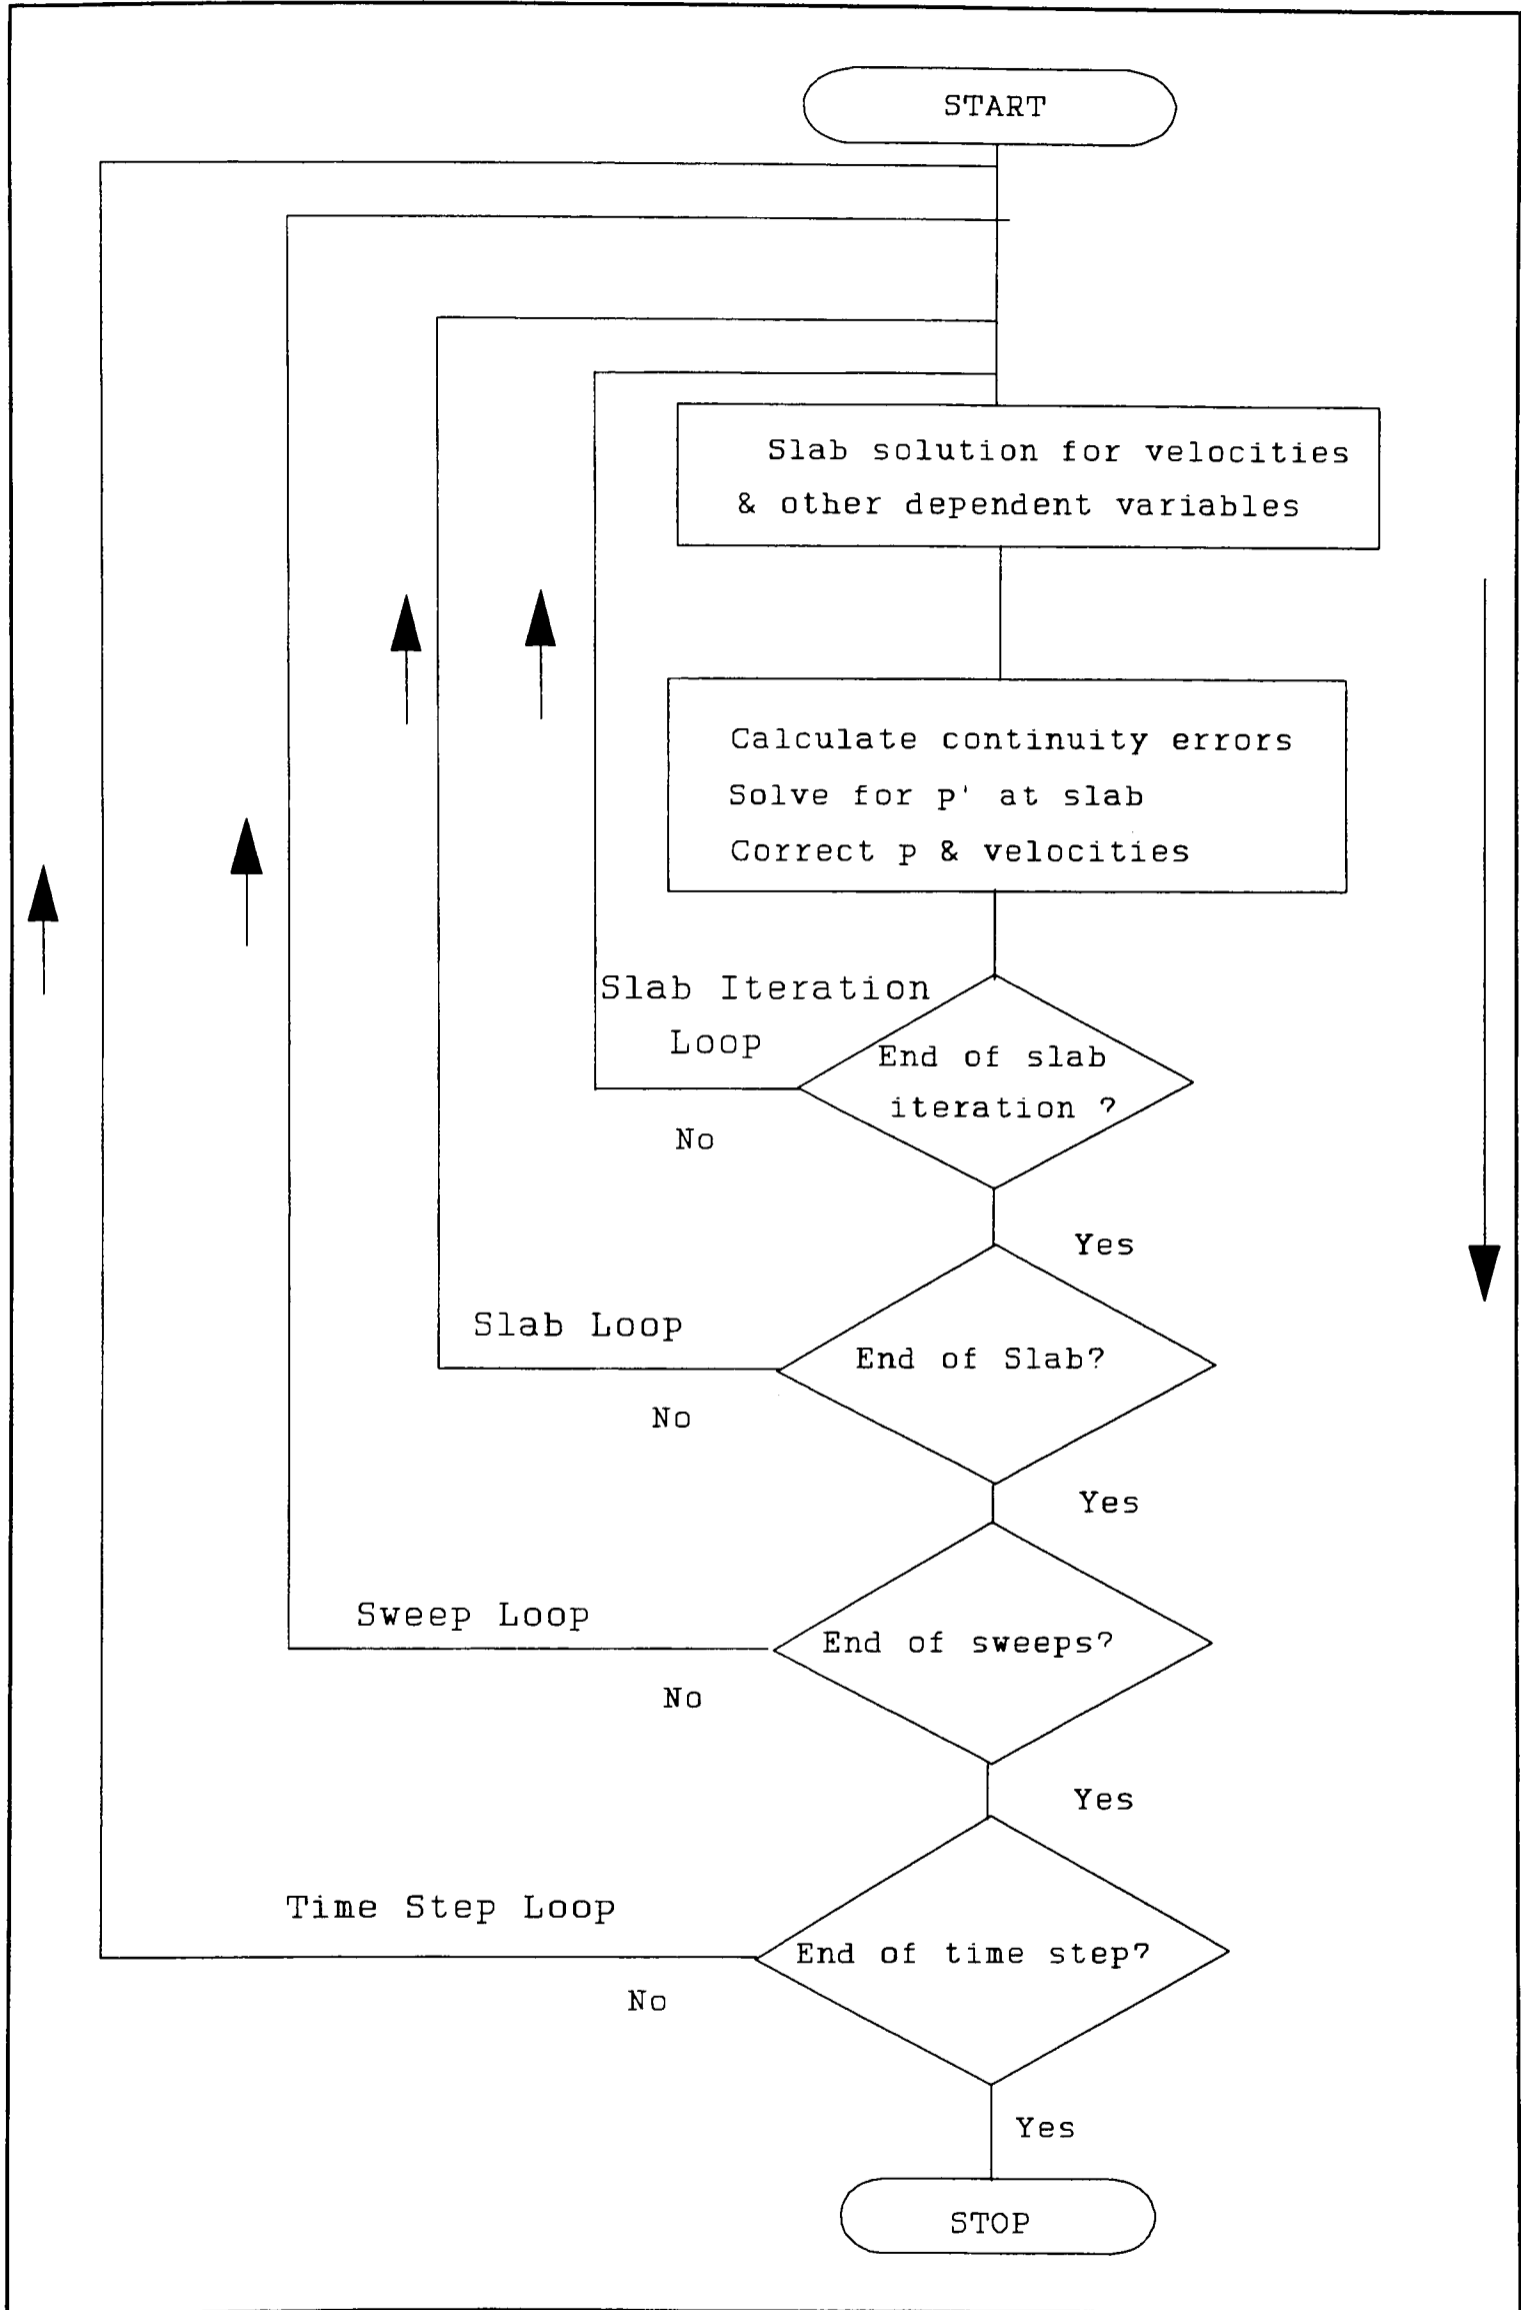 START
Slab solution for velocities
& other dependent variables
Calculate continuity errors
Solve for p' at slab
Correct p & velocities
Slab Iteration
Loop
End of slab
iteration ?
No
Yes
Slab Loop
End of Slab?
No
Yes
Sweep Loop
End of sweeps?
No
Yes
Time Step Loop
End of time step?
No
Yes
STOP